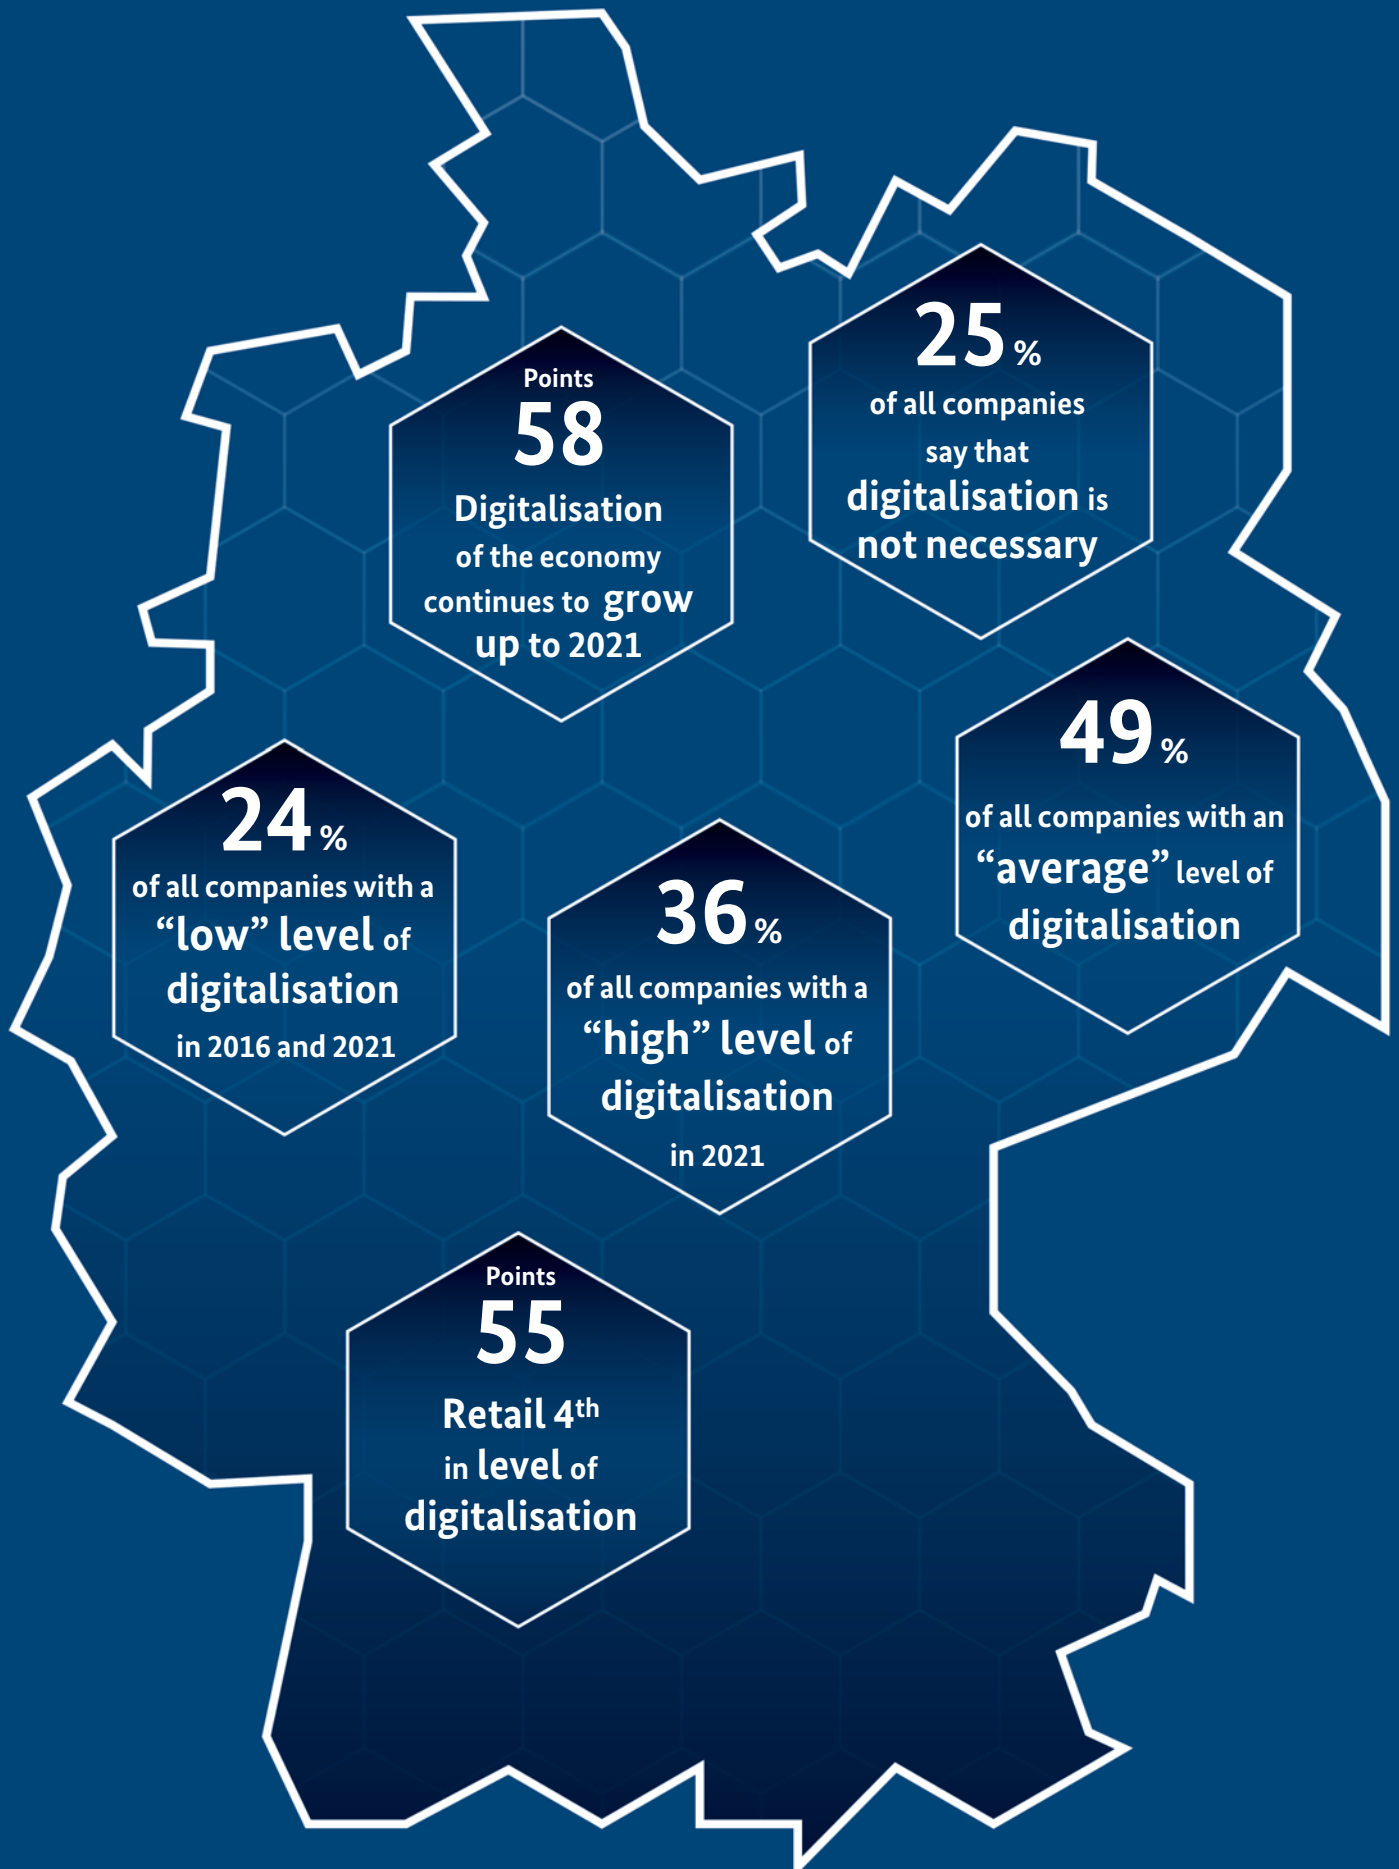 25 %
of all companies
say that
digitalisation is
not necessary
Points
58
Digitalisation
of the economy
continues to grow
up to 2021
49 %
of all companies with an
“average” level of
digitalisation
24 %
of all companies with a
“low” level of
digitalisation
in 2016 and 2021
36 %
of all companies with a
“high” level of
digitalisation
in 2021
Points
55
Retail 4th
in level of
digitalisation